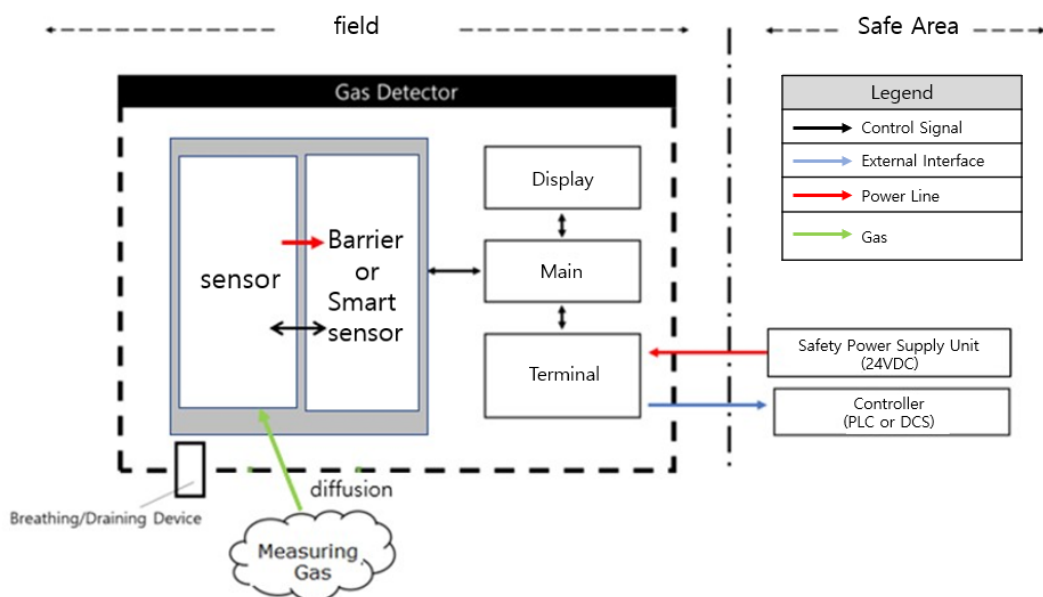 field
Safe Area
Gas Detector
Legend
Control Signal
External Interface
Power Line
Gas
sensor
Barrier
or
Smart
sensor
Display
Main
Terminal
Safety Power Supply Unit
(24VDC)
Controller
(PLC or DCS)
diffusion
Breathing/Draining Device
Measuring
Gas